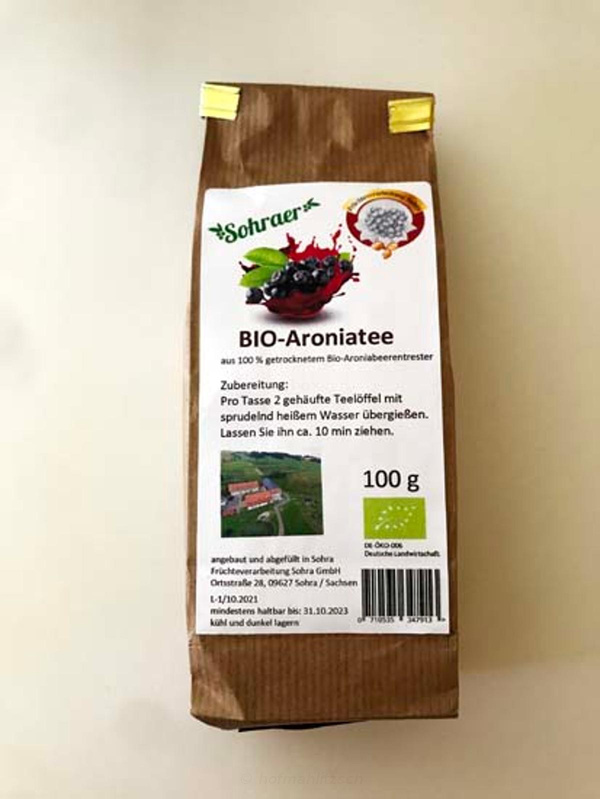 Sohraer
BIO-Aroniatee
aus 100 % getrocknetem Bio-Aroniabeerentrester
Zubereitung:
Pro Tasse 2 gehäufte Teelöffel mit
sprudelnd heißem Wasser übergießen.
Lassen Sie ihn ca. 10 min ziehen.
100 g
DE-ÖKO-006
Deutsche Landwirtschaft
angebaut und abgefüllt in Sohra
Früchteverarbeitung Sohra GmbH
Ortsstraße 28, 09627 Sohra / Sachsen
L-1/10.2021
mindestens haltbar bis: 31.10.2023
kühl und dunkel lagern
0 710535 347913 >